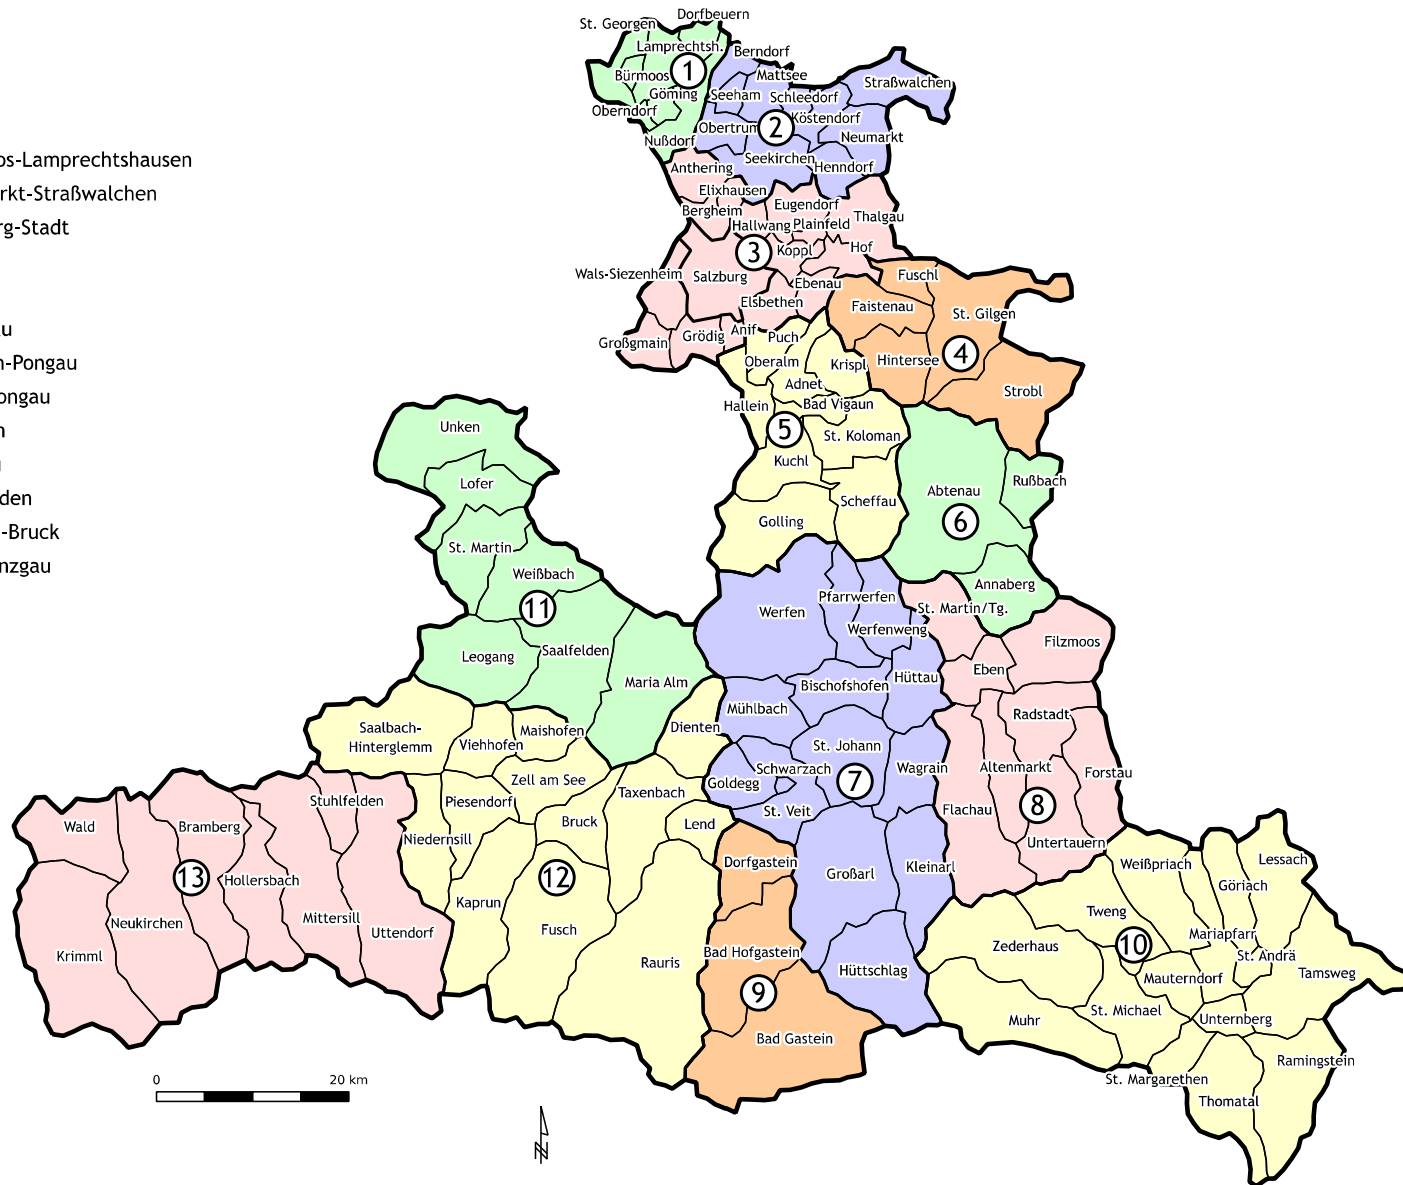 os-Lamprechtshausen
rkt-Straßwalchen
rg-Stadt
u
n-Pongau
ongau
n
den
-Bruck
nzgau
Dorfbeuern
St. Georgen
Lamprechtsh.
1
Bürmoos
Göming
Oberndorf
Nußdorf
Berndorf
Mattsee
Straßwalchen
Seeham
Schleedorf
Köstendorf
Obertrum
2
Neumarkt
Seekirchen
Henndorf
Anthering
Elixhausen
Bergheim
Eugendorf
Thalgau
Hallwang
Plainfeld
3
Koppl
Hof
Wals-Siezenheim
Salzburg
Ebenau
Elsbethen
Großgmain
Grödig
Anif
Fuschl
Faistenau
St. Gilgen
Hintersee
4
Strobl
Puch
Oberalm
Krispl
Adnet
Hallein
Bad Vigaun
5
St. Koloman
Kuchl
Scheffau
Golling
Abtenau
Rußbach
6
Annaberg
Unken
Lofer
St. Martin
Weißbach
11
Leogang
Saalfelden
Maria Alm
Werfen
Pfarrwerfen
Werfenweng
Bischofshofen
Hüttau
Mühlbach
St. Johann
Schwarzach
7
Wagrain
Goldegg
St. Veit
Großarl
Kleinarl
Hüttschlag
St. Martin/Tg.
Filzmoos
Eben
Radstadt
Altenmarkt
Forstau
Flachau
8
Untertauern
Saalbach-
Hinterglemm
Viehhofen
Maishofen
Dienten
Zell am See
Taxenbach
Piesendorf
Bruck
Lend
Niedernsill
12
Kaprun
Fusch
Rauris
Stuhlfelden
Wald
Bramberg
13
Hollersbach
Neukirchen
Mittersill
Uttendorf
Krimml
Dorfgastein
Bad Hofgastein
9
Bad Gastein
Weißpriach
Lessach
Göriach
Tweng
Mariapfarr
Zederhaus
10
St. Andrä
Mauterndorf
Tamsweg
St. Michael
Muhr
Unternberg
Ramingstein
St. Margarethen
Thomatal
0 20 km
N